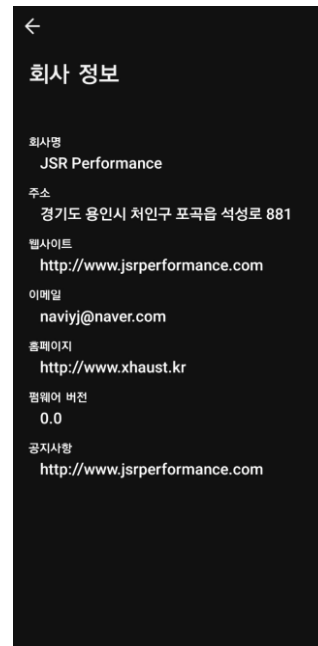 회사 정보
회사명
JSR Performance
주소
경기도 용인시 처인구 포곡읍 석성로 881
웹사이트
http://www.jsrperformance.com
이메일
naviyj@naver.com
홈페이지
http://www.xhaust.kr
펌웨어 버전
0.0
공지사항
http://www.jsrperformance.com